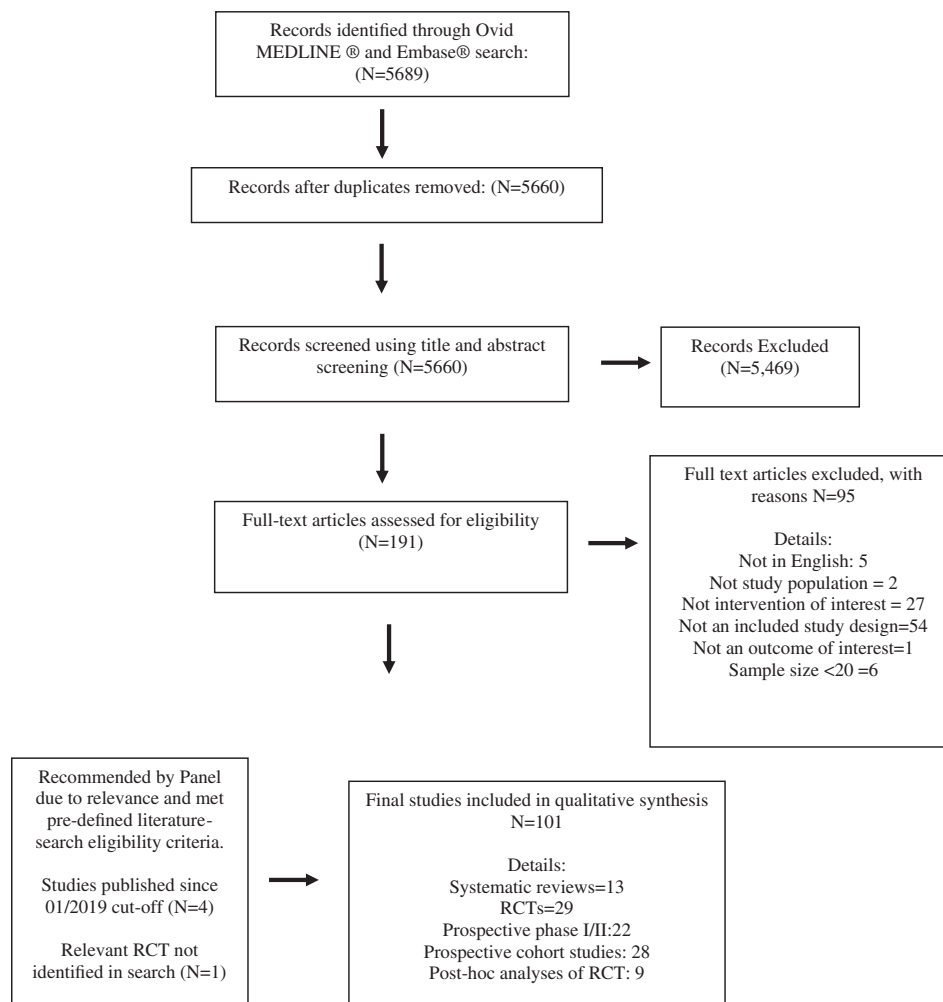 Records identified through Ovid
MEDLINE ® and Embase® search:
(N=5689)
Records after duplicates removed: (N=5660)
Records screened using title and abstract
screening (N=5660)
Records Excluded
(N=5,469)
Full-text articles assessed for eligibility
(N=191)
Full text articles excluded, with
reasons N=95
Details:
Not in English: 5
Not study population = 2
Not intervention of interest = 27
Not an included study design=54
Not an outcome of interest=1
Sample size <20 =6
Recommended by Panel
due to relevance and met
pre-defined literature-
search eligibility criteria.
Studies published since
01/2019 cut-off (N=4)
Relevant RCT not
identified in search (N=1)
Final studies included in qualitative synthesis
N=101
Details:
Systematic reviews=13
RCTs=29
Prospective phase I/II:22
Prospective cohort studies: 28
Post-hoc analyses of RCT: 9